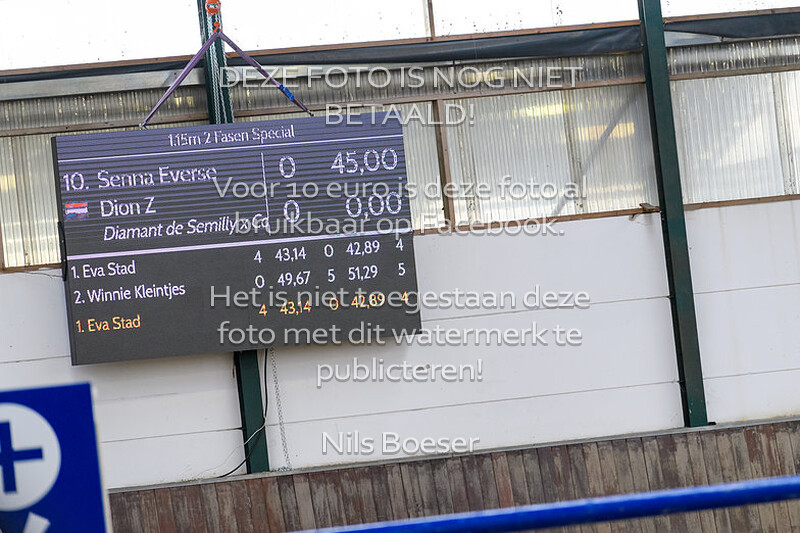 DEZE FOTO IS NOG NIET
BETAALD!
1.15m 2 Fasen Special
10. Senna Everse 0 45,00
Dion Z 0 0,00
Diamant de Semilly x Ca
1. Eva Stad 4 43,14 0 42,89 4
2. Winnie Kleintjes 0 49,67 5 51,29 5
1. Eva Stad 4 43,14 0 42,89 4
Voor 10 euro is deze foto al
bruikbaar op Facebook.
Het is niet toegestaan deze
foto met dit watermerk te
publiceren!
Nils Boeser